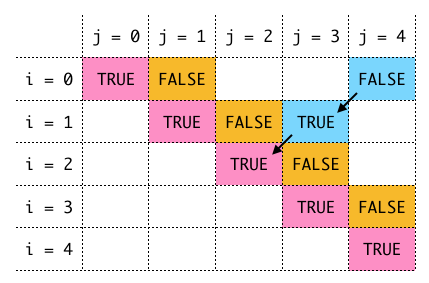 j = 0 j = 1 j = 2 j = 3 j = 4
i = 0 TRUE FALSE FALSE
i = 1 TRUE FALSE TRUE
i = 2 TRUE FALSE
i = 3 TRUE FALSE
i = 4 TRUE